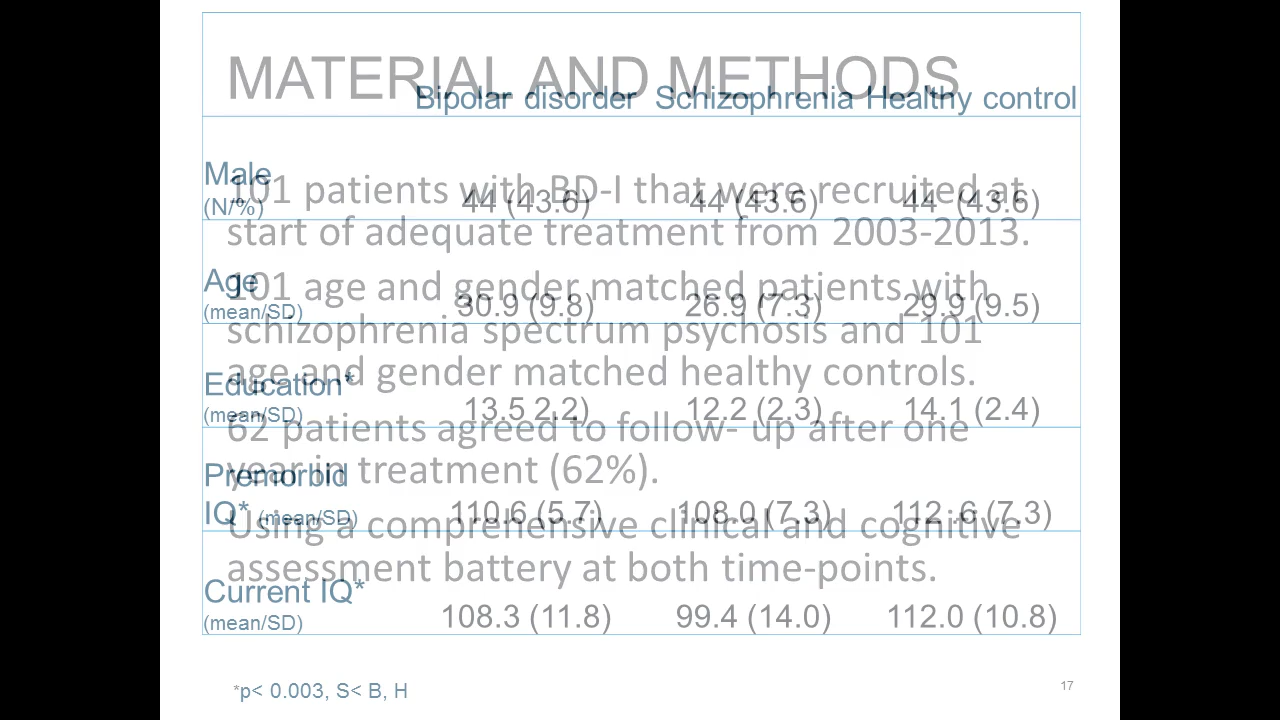 MATERIAL AND METHODS
101 patients with BD-I that were recruited at
start of adequate treatment from 2003-2013.
101 age and gender matched patients with
schizophrenia spectrum psychosis and 101
age and gender matched healthy controls.
62 patients agreed to follow- up after one
year in treatment (62%).
Using a comprehensive clinical and cognitive
assessment battery at both time-points.
Bipolar disorder Schizophrenia Healthy control
Male
(N/%) 44 (43.6) 44 (43.6) 44 (43.6)
Age
(mean/SD) 30.9 (9.8) 26.9 (7.3) 29.9 (9.5)
Education*
(mean/SD) 13.5 2.2) 12.2 (2.3) 14.1 (2.4)
Premorbid
IQ* (mean/SD) 110.6 (5.7) 108.0 (7.3) 112 .6 (7.3)
Current IQ*
(mean/SD) 108.3 (11.8) 99.4 (14.0) 112.0 (10.8)
*p< 0.003, S< B, H
17